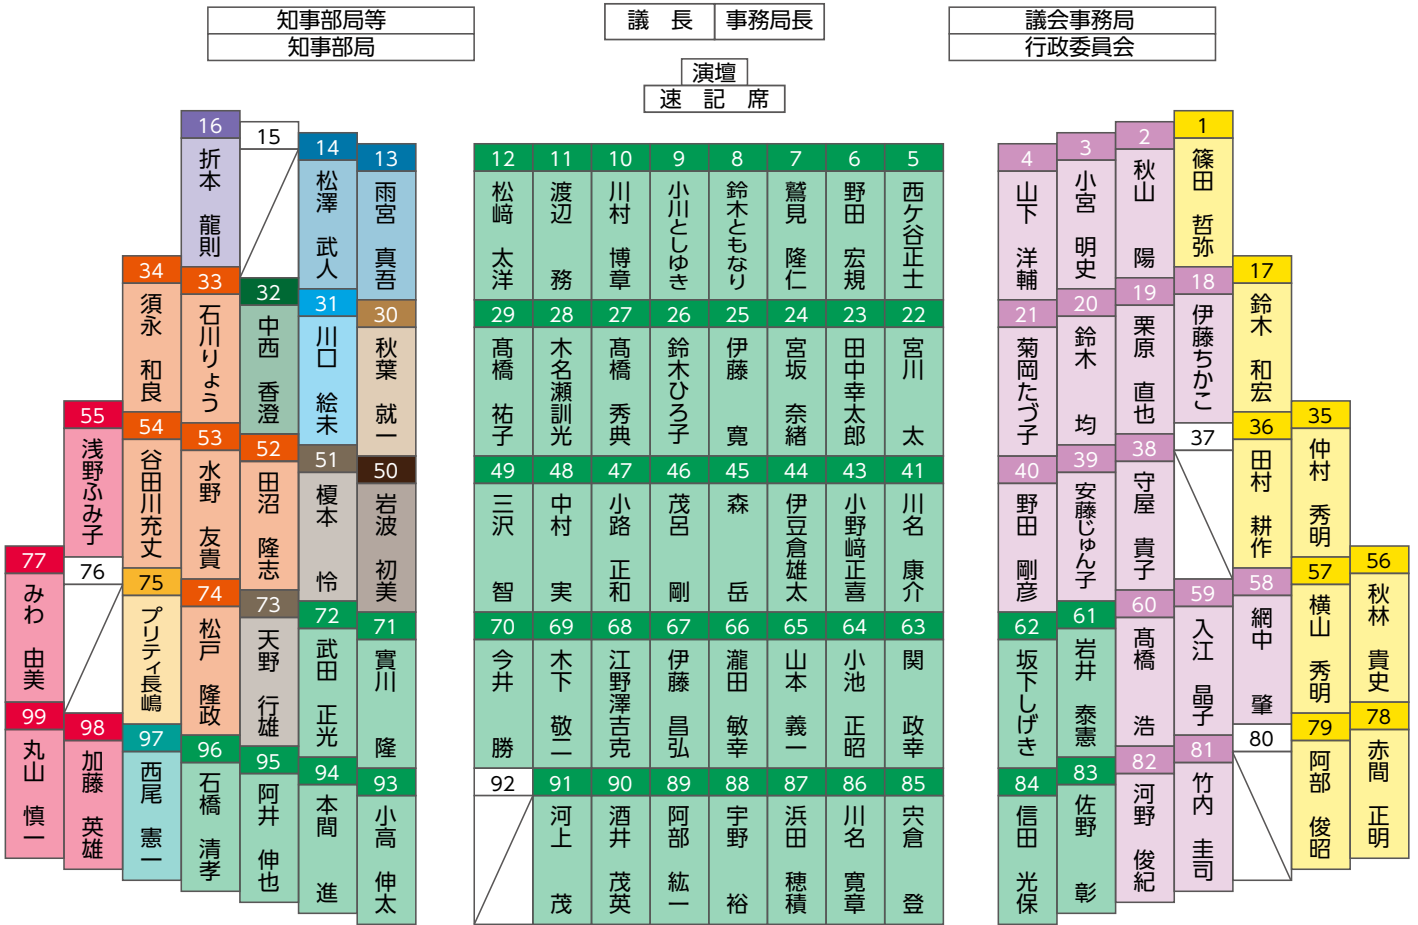 知事部局等
知事部局
議　長
事務局長
議会事務局
行政委員会
演壇
速　記　席
1
篠田　哲弥
2
秋山　陽
3
小宮　明史
4
山下　洋輔
5
西ケ谷正士
6
野田　宏規
7
鷲見　隆仁
8
鈴木ともなり
9
小川としゆき
10
川村　博章
11
渡辺　務
12
松﨑　太洋
13
雨宮　真吾
14
松澤　武人
15
16
折本　龍則
17
鈴木　和宏
18
伊藤ちかこ
19
栗原　直也
20
鈴木　均
21
菊岡たづ子
22
宮川　太
23
田中幸太郎
24
宮坂　奈緒
25
伊藤　寛
26
鈴木ひろ子
27
髙橋　秀典
28
木名瀬訓光
29
髙橋　祐子
30
秋葉　就一
31
川口　絵未
32
中西　香澄
33
石川りょう
34
須永　和良
35
仲村　秀明
36
田村　耕作
37
38
守屋　貴子
39
安藤じゅん子
40
野田　剛彦
41
川名　康介
43
小野﨑正喜
44
伊豆倉雄太
45
森　岳
46
茂呂　剛
47
小路　正和
48
中村　実
49
三沢　智
50
岩波　初美
51
榎本　怜
52
田沼　隆志
53
水野　友貴
54
谷田川充丈
55
浅野ふみ子
56
秋林　貴史
57
横山　秀明
58
網中　肇
59
入江　晶子
60
髙橋　浩
61
岩井　泰憲
62
坂下しげき
63
関　政幸
64
小池　正昭
65
山本　義一
66
瀧田　敏幸
67
伊藤　昌弘
68
江野澤吉克
69
木下　敬二
70
今井　勝
71
實川　隆
72
武田　正光
73
天野　行雄
74
松戸　隆政
75
プリティ長嶋
76
77
みわ　由美
78
赤間　正明
79
阿部　俊昭
80
81
竹内　圭司
82
河野　俊紀
83
佐野　彰
84
信田　光保
85
宍倉　登
86
川名　寛章
87
浜田　穂積
88
宇野　裕
89
阿部　紘一
90
酒井　茂英
91
河上　茂
92
93
小高　伸太
94
本間　進
95
阿井　伸也
96
石橋　清孝
97
西尾　憲一
98
加藤　英雄
99
丸山　慎一